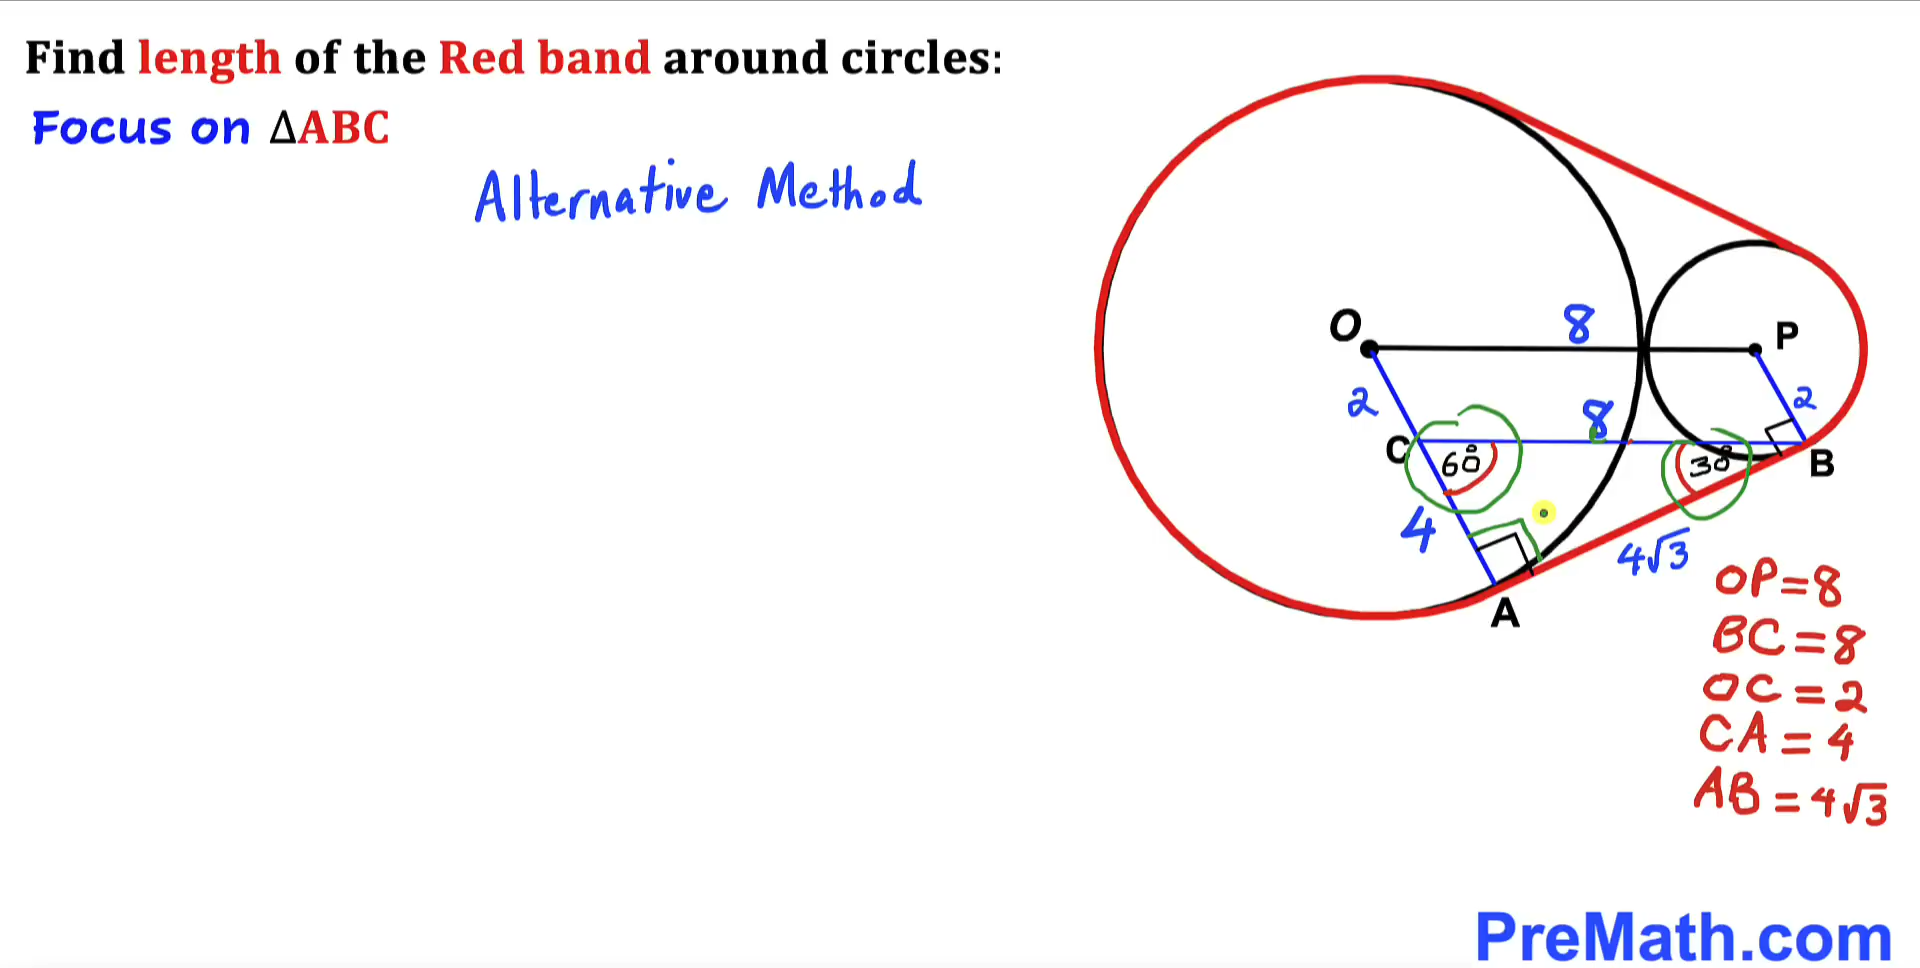 Find length of the Red band around circles:
Focus on ΔABC
Alternative Method
O
8
P
2
2
8
C
60°
30°
B
4
4√3
A
OP=8
BC=8
OC=2
CA=4
AB=4√3
PreMath.com